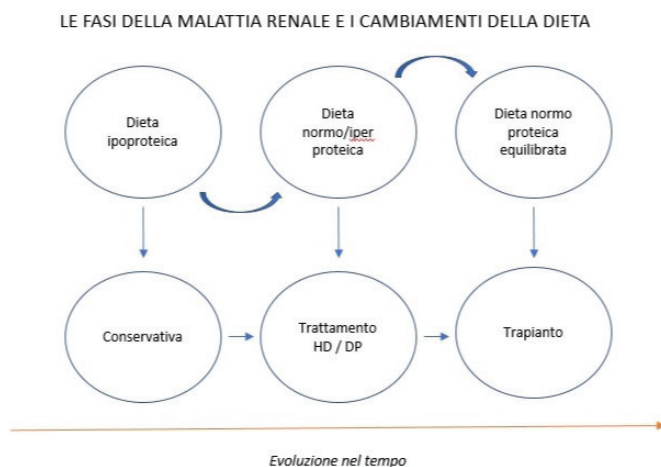 LE FASI DELLA MALATTIA RENALE E I CAMBIAMENTI DELLA DIETA
Dieta
ipoproteica
Dieta
normo/iper
proteica
Dieta normo
proteica
equilibrata
Conservativa
Trattamento
HD / DP
Trapianto
Evoluzione nel tempo